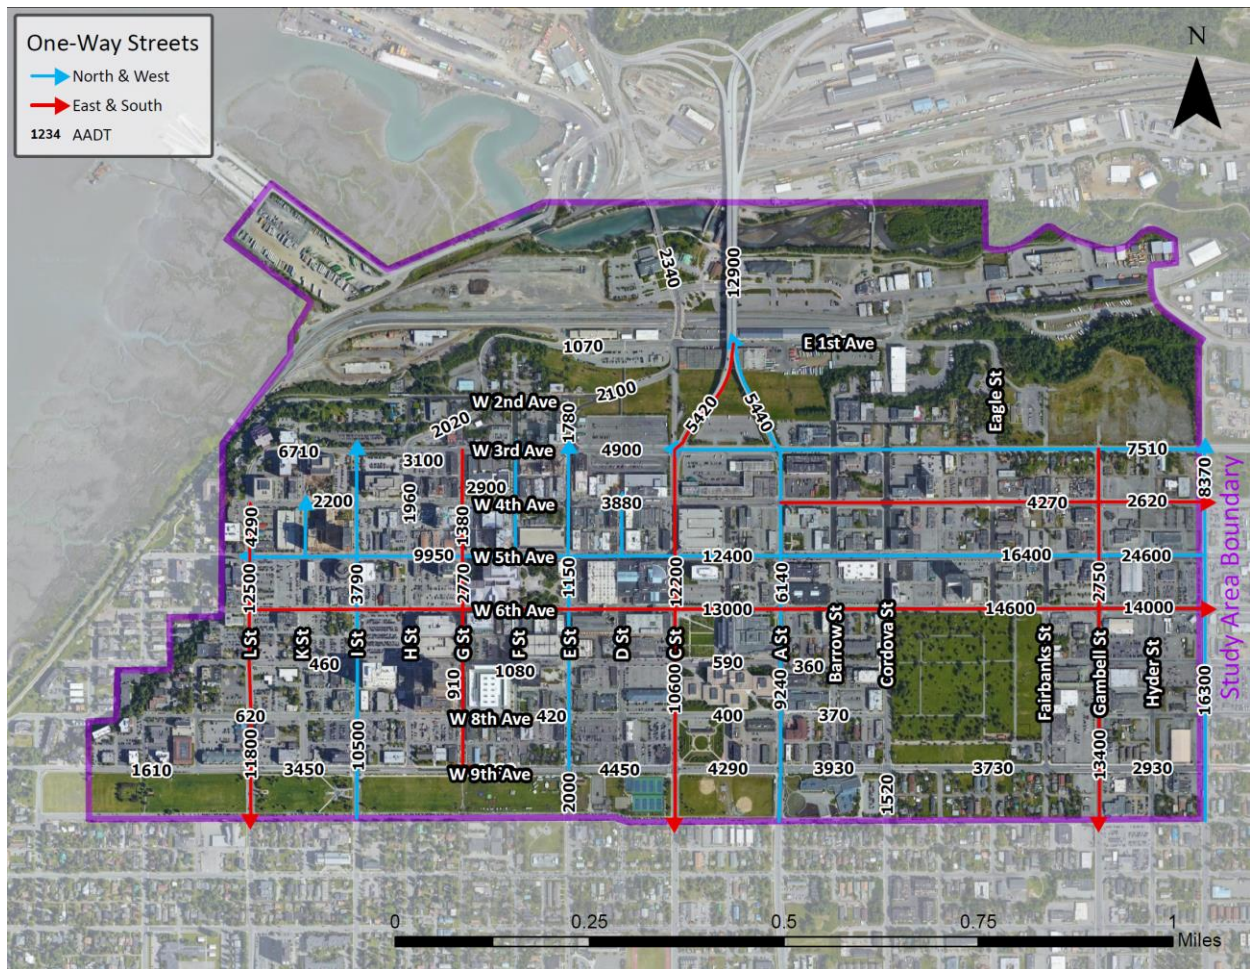 One-Way Streets
North & West
East & South
1234 AADT
N
2340
12900
E 1st Ave
1070
2100
5420
5440
Eagle St
W 2nd Ave
2020
1780
6710
3100
W 3rd Ave
4900
7510
8370
2200
1960
2900
W 4th Ave
3880
4270
2620
4290
1380
9950
W 5th Ave
12400
16400
24600
12500
3790
2770
1150
12200
6140
2750
W 6th Ave
13000
14600
14000
L St
K St
I St
H St
G St
F St
E St
D St
C St
A St
Barrow St
Cordova St
Fairbanks St
Gambell St
Hyder St
Study Area Boundary
460
910
1080
590
360
10600
9240
16300
620
W 8th Ave
420
400
370
11800
10500
1610
3450
W 9th Ave
4450
4290
3930
3730
2930
2000
1520
13400
0 0.25 0.5 0.75 1
Miles